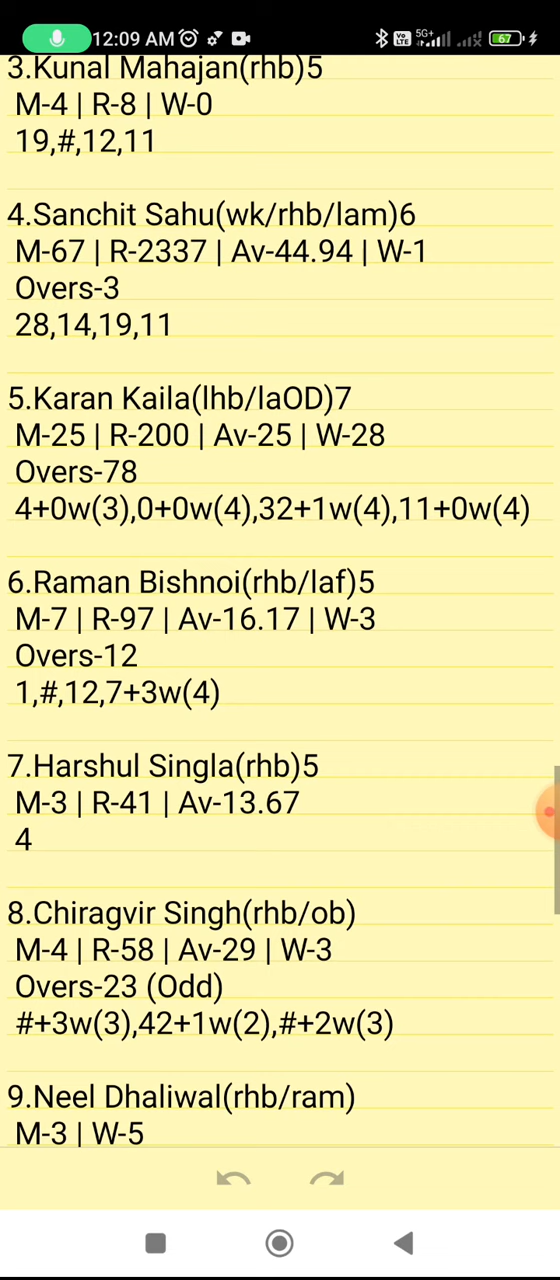 12:09 AM Vo LTE 5G+ 67
3.Kunal Mahajan(rhb)5
M-4 | R-8 | W-0
19,#,12,11
4.Sanchit Sahu(wk/rhb/lam)6
M-67 | R-2337 | Av-44.94 | W-1
Overs-3
28,14,19,11
5.Karan Kaila(lhb/laOD)7
M-25 | R-200 | Av-25 | W-28
Overs-78
4+0w(3),0+0w(4),32+1w(4),11+0w(4)
6.Raman Bishnoi(rhb/laf)5
M-7 | R-97 | Av-16.17 | W-3
Overs-12
1,#,12,7+3w(4)
7.Harshul Singla(rhb)5
M-3 | R-41 | Av-13.67
4
8.Chiragvir Singh(rhb/ob)
M-4 | R-58 | Av-29 | W-3
Overs-23 (Odd)
#+3w(3),42+1w(2),#+2w(3)
9.Neel Dhaliwal(rhb/ram)
M-3 | W-5